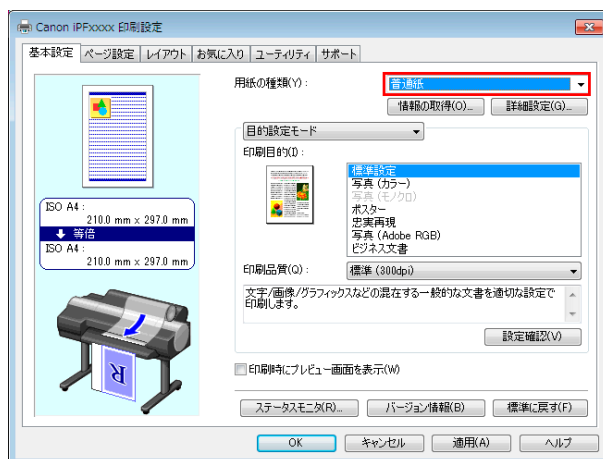 Canon iPFxxxx 印刷設定
基本設定 ページ設定 レイアウト お気に入り ユーティリティ サポート
用紙の種類(Y)： 普通紙
情報の取得(O)... 詳細設定(G)...
目的設定モード
印刷目的(I)：
標準設定
写真 (カラー)
写真 (モノクロ)
ポスター
忠実再現
写真 (Adobe RGB)
ビジネス文書
ISO A4 :
210.0 mm x 297.0 mm
等倍
ISO A4 :
210.0 mm x 297.0 mm
印刷品質(Q)： 標準 (300dpi)
文字/画像/グラフィックスなどの混在する一般的な文書を適切な設定で
印刷します。
設定確認(V)
印刷時にプレビュー画面を表示(W)
R
ステータスモニタ(R)... バージョン情報(B) 標準に戻す(F)
OK キャンセル 適用(A) ヘルプ